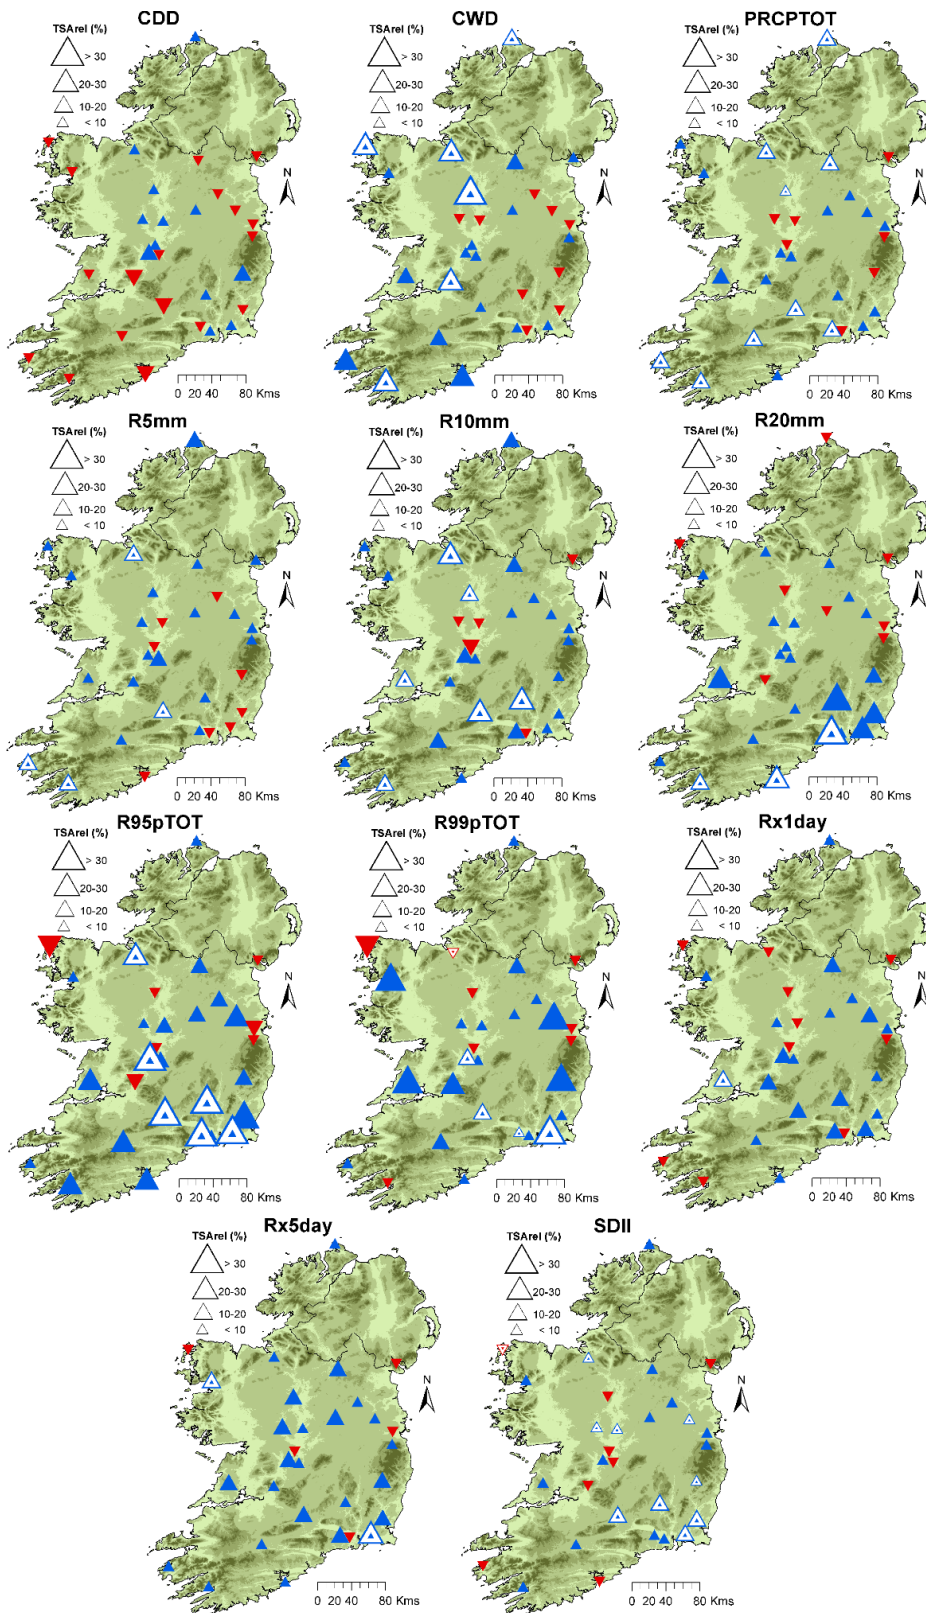 CDD
TSArel (%)
> 30
20-30
10-20
< 10
N
0 20 40 80 Kms
CWD
TSArel (%)
> 30
20-30
10-20
< 10
N
0 20 40 80 Kms
PRCPTOT
TSArel (%)
> 30
20-30
10-20
< 10
N
0 20 40 80 Kms
R5mm
TSArel (%)
> 30
20-30
10-20
< 10
N
0 20 40 80 Kms
R10mm
TSArel (%)
> 30
20-30
10-20
< 10
N
0 20 40 80 Kms
R20mm
TSArel (%)
> 30
20-30
10-20
< 10
N
0 20 40 80 Kms
R95pTOT
TSArel (%)
> 30
20-30
10-20
< 10
N
0 20 40 80 Kms
R99pTOT
TSArel (%)
> 30
20-30
10-20
< 10
N
0 20 40 80 Kms
Rx1day
TSArel (%)
> 30
20-30
10-20
< 10
N
0 20 40 80 Kms
Rx5day
TSArel (%)
> 30
20-30
10-20
< 10
N
0 20 40 80 Kms
SDII
TSArel (%)
> 30
20-30
10-20
< 10
N
0 20 40 80 Kms